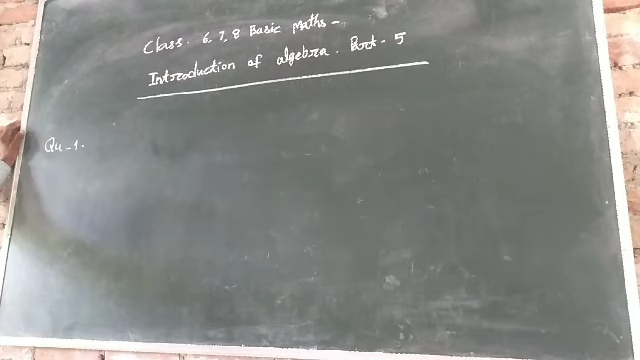 Class. 6, 7, 8 Basic Maths -
Introduction of algebra. Part - 5
Qu - 1.